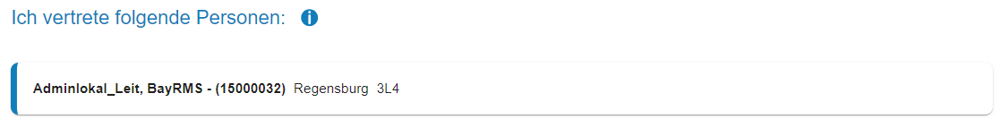 Ich vertrete folgende Personen:
Adminlokal_Leit, BayRMS - (15000032) Regensburg 3L4